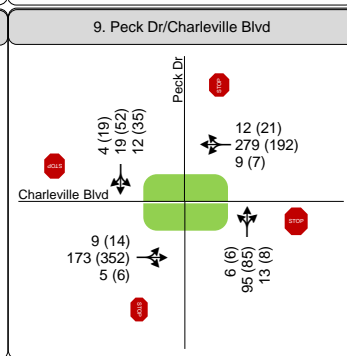 9. Peck Dr/Charleville Blvd
Peck Dr
STOP
4 (19)
19 (52)
12 (35)
12 (21)
279 (192)
9 (7)
STOP
Charleville Blvd
STOP
9 (14)
173 (352)
5 (6)
6 (6)
95 (85)
13 (8)
STOP